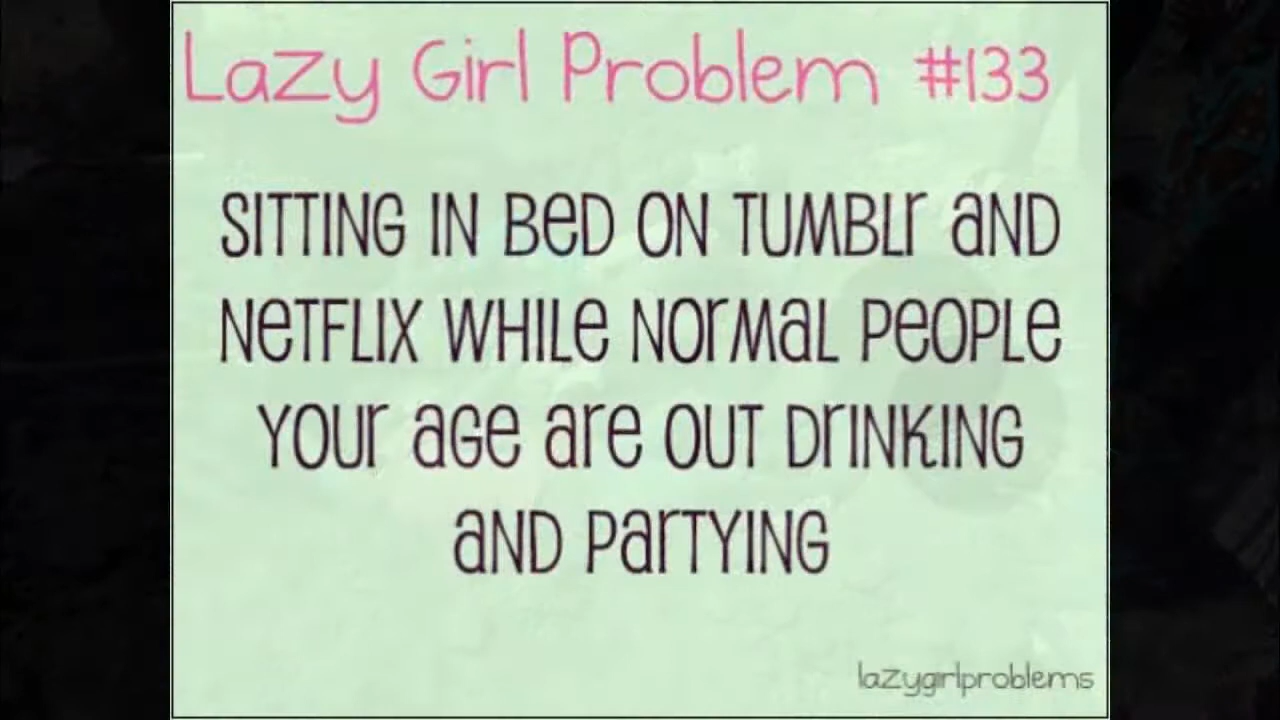 Lazy Girl Problem #133
SITTING IN BeD ON TUMBLr aND
NeTFLIX WHILe NOrMaL PeOPLe
YOUr aGe are OUT DrINKING
aND ParTYING
lazygirlproblems